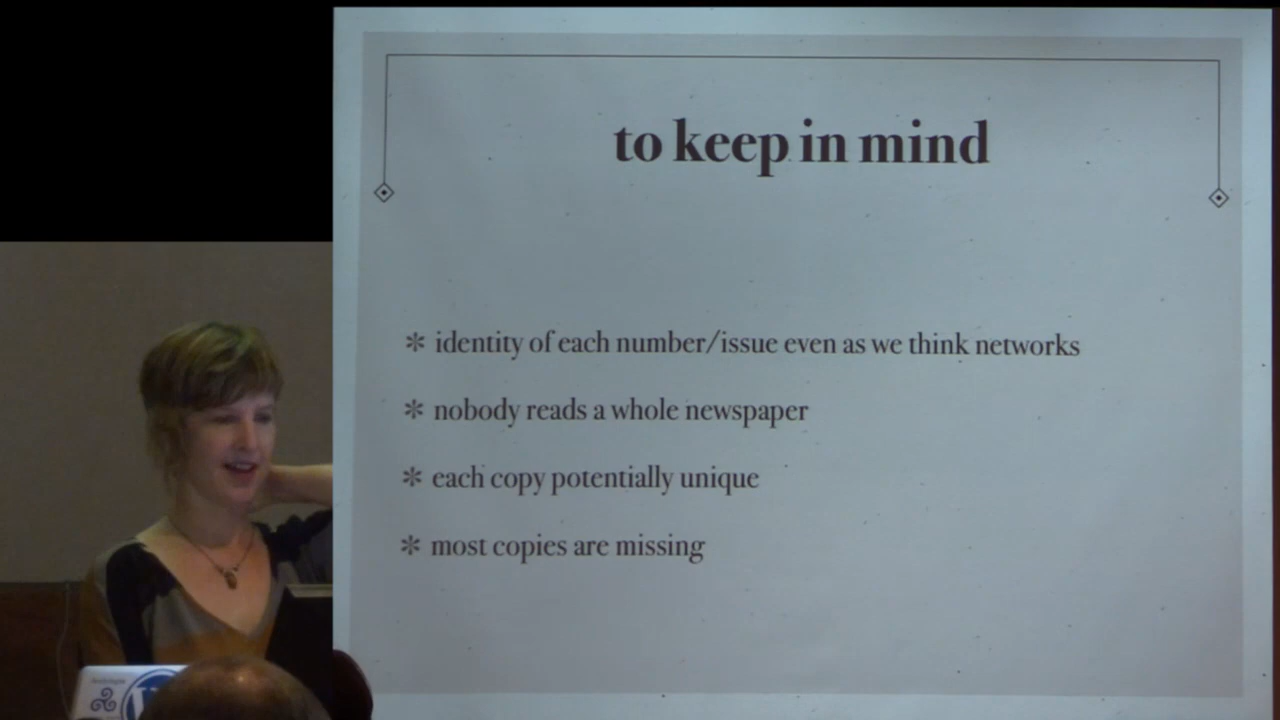 to keep in mind
* identity of each number/issue even as we think networks
* nobody reads a whole newspaper
* each copy potentially unique
* most copies are missing